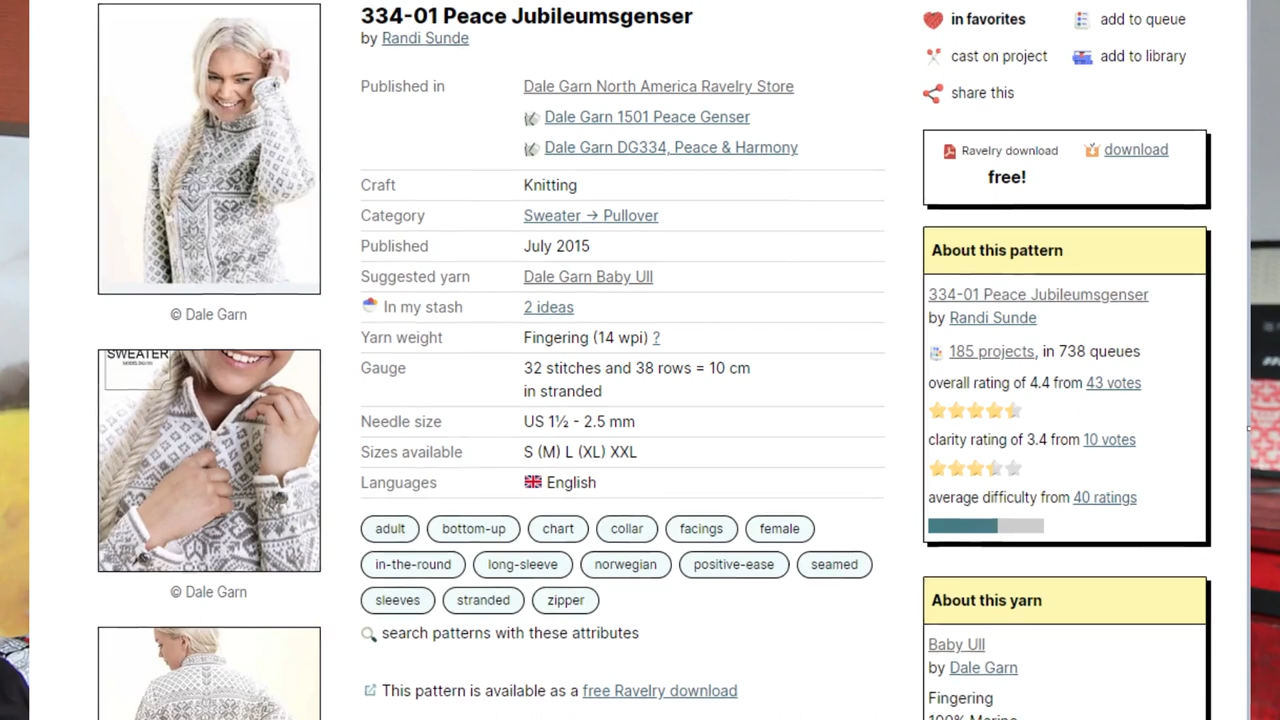 334-01 Peace Jubileumsgenser
by Randi Sunde
Published in
Dale Garn North America Ravelry Store
Dale Garn 1501 Peace Genser
Dale Garn DG334, Peace & Harmony
Craft
Knitting
Category
Sweater → Pullover
Published
July 2015
Suggested yarn
Dale Garn Baby Ull
In my stash
2 ideas
Yarn weight
Fingering (14 wpi) ?
Gauge
32 stitches and 38 rows = 10 cm
in stranded
Needle size
US 1½ - 2.5 mm
Sizes available
S (M) L (XL) XXL
Languages
English
adult
bottom-up
chart
collar
facings
female
in-the-round
long-sleeve
norwegian
positive-ease
seamed
sleeves
stranded
zipper
search patterns with these attributes
This pattern is available as a free Ravelry download
© Dale Garn
SWEATER
© Dale Garn
in favorites
add to queue
cast on project
add to library
share this
Ravelry download
free!
download
About this pattern
334-01 Peace Jubileumsgenser
by Randi Sunde
185 projects, in 738 queues
overall rating of 4.4 from 43 votes
clarity rating of 3.4 from 10 votes
average difficulty from 40 ratings
About this yarn
Baby Ull
by Dale Garn
Fingering
100% Merino